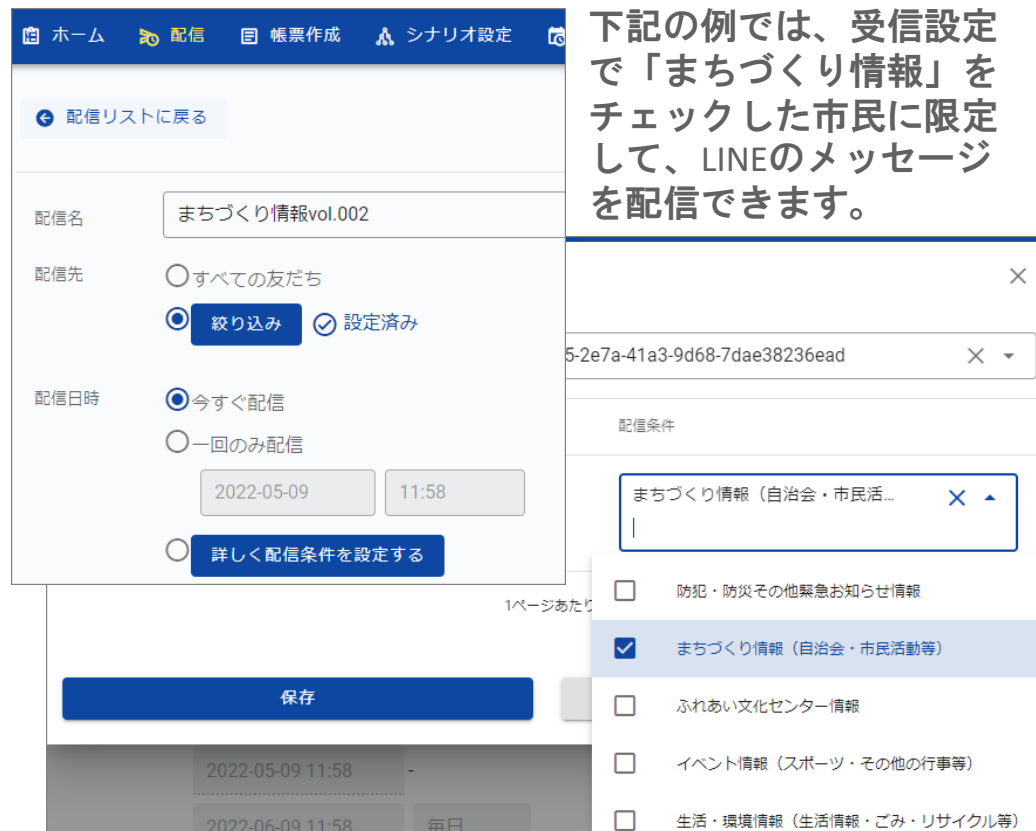 ホーム
配信
帳票作成
シナリオ設定
下記の例では、受信設定
で「まちづくり情報」を
チェックした市民に限定
して、LINEのメッセージ
を配信できます。
配信リストに戻る
配信名
まちづくり情報vol.002
配信先
すべての友だち
絞り込み
設定済み
配信日時
今すぐ配信
一回のみ配信
2022-05-09
11:58
詳しく配信条件を設定する
5-2e7a-41a3-9d68-7dae38236ead
配信条件
まちづくり情報（自治会・市民活...
防犯・防災その他緊急お知らせ情報
まちづくり情報（自治会・市民活動等）
ふれあい文化センター情報
イベント情報（スポーツ・その他の行事等）
生活・環境情報（生活情報・ごみ・リサイクル等）
1ページあたり
保存
2022-05-09 11:58
-
2022-06-09 11:58
毎日